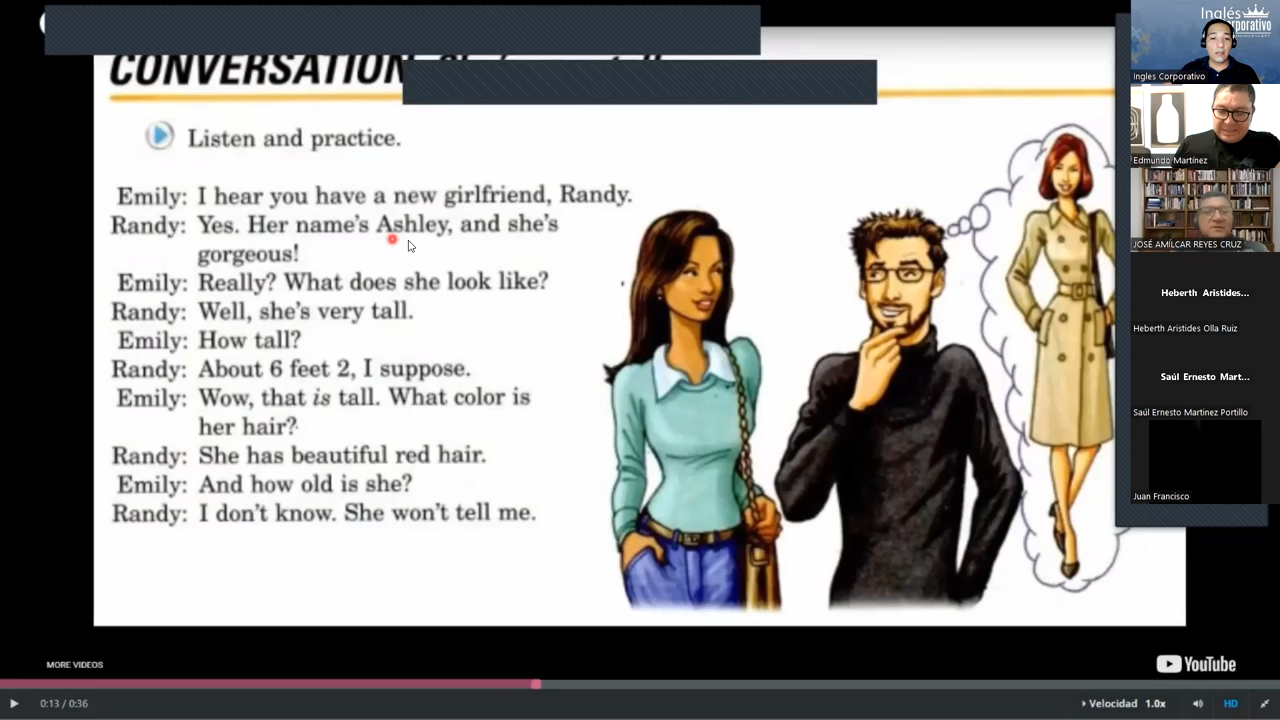 Inglés
Corporativo
CONVERSATION
Ingles Corporativo
Listen and practice.
Edmundo Martínez
Emily: I hear you have a new girlfriend, Randy.
Randy: Yes. Her name's Ashley, and she's
gorgeous!
JOSÉ AMÍLCAR REYES CRUZ
Emily: Really? What does she look like?
Heberth Aristides...
Randy: Well, she's very tall.
Heberth Aristides Olla Ruiz
Emily: How tall?
Randy: About 6 feet 2, I suppose.
Saúl Ernesto Mart...
Emily: Wow, that is tall. What color is
her hair?
Saúl Ernesto Martinez Portillo
Randy: She has beautiful red hair.
Emily: And how old is she?
Juan Francisco
Randy: I don't know. She won't tell me.
MORE VIDEOS
YouTube
0:13 / 0:36
Velocidad 1.0x
HD